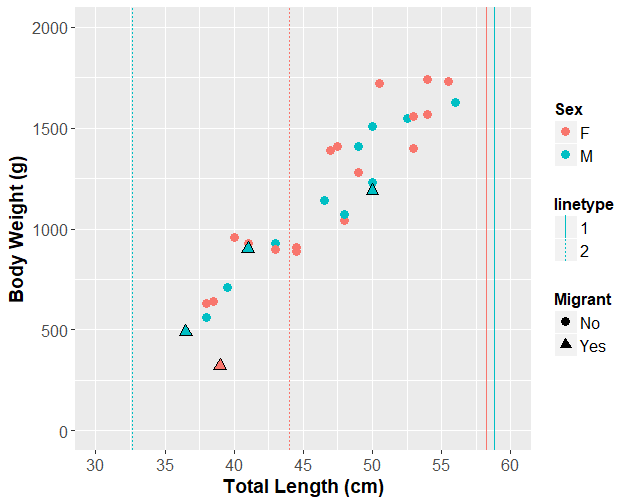 2000
1500
1000
500
0
Body Weight (g)
30
35
40
45
50
55
60
Total Length (cm)
Sex
F
M
linetype
1
2
Migrant
No
Yes